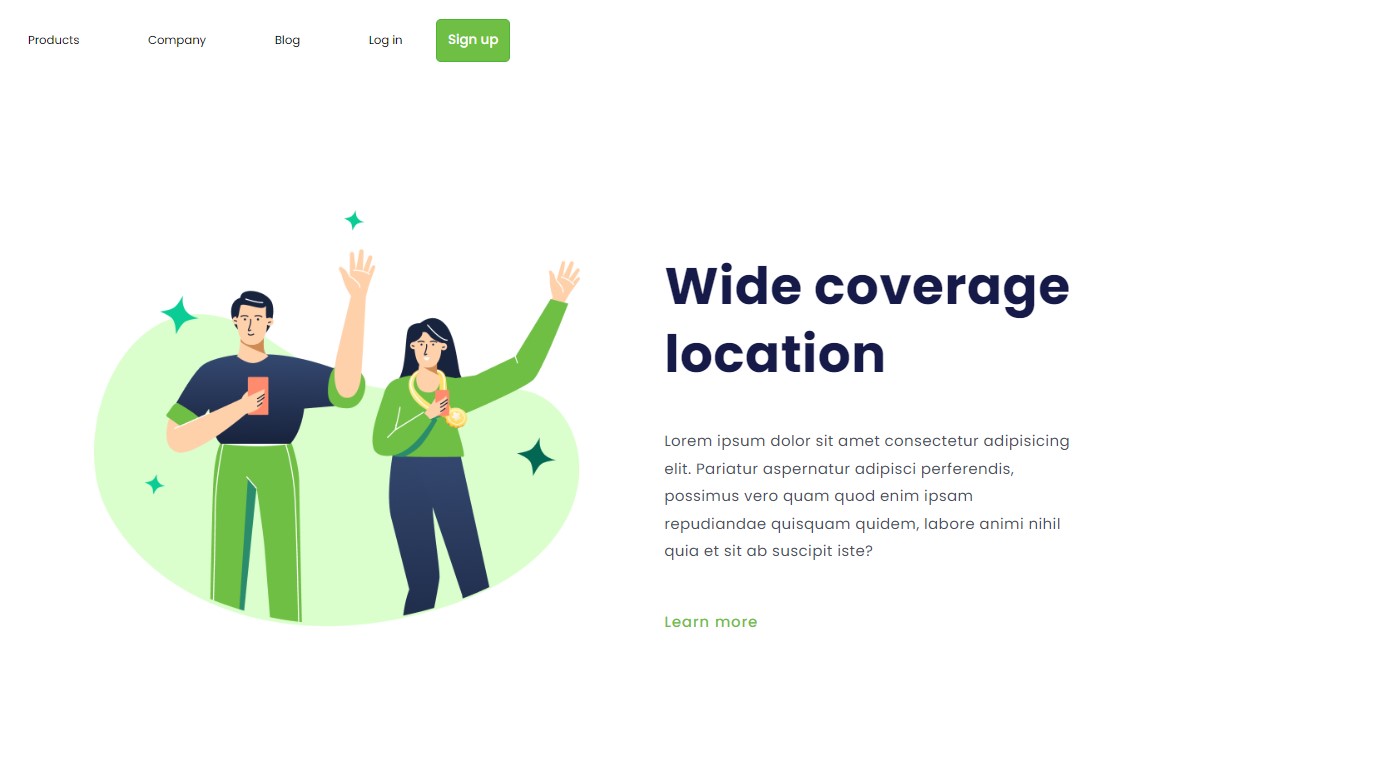 Products Company Blog Log in Sign up
Wide coverage
location
Lorem ipsum dolor sit amet consectetur adipisicing
elit. Pariatur aspernatur adipisci perferendis,
possimus vero quam quod enim ipsam
repudiandae quisquam quidem, labore animi nihil
quia et sit ab suscipit iste?
Learn more